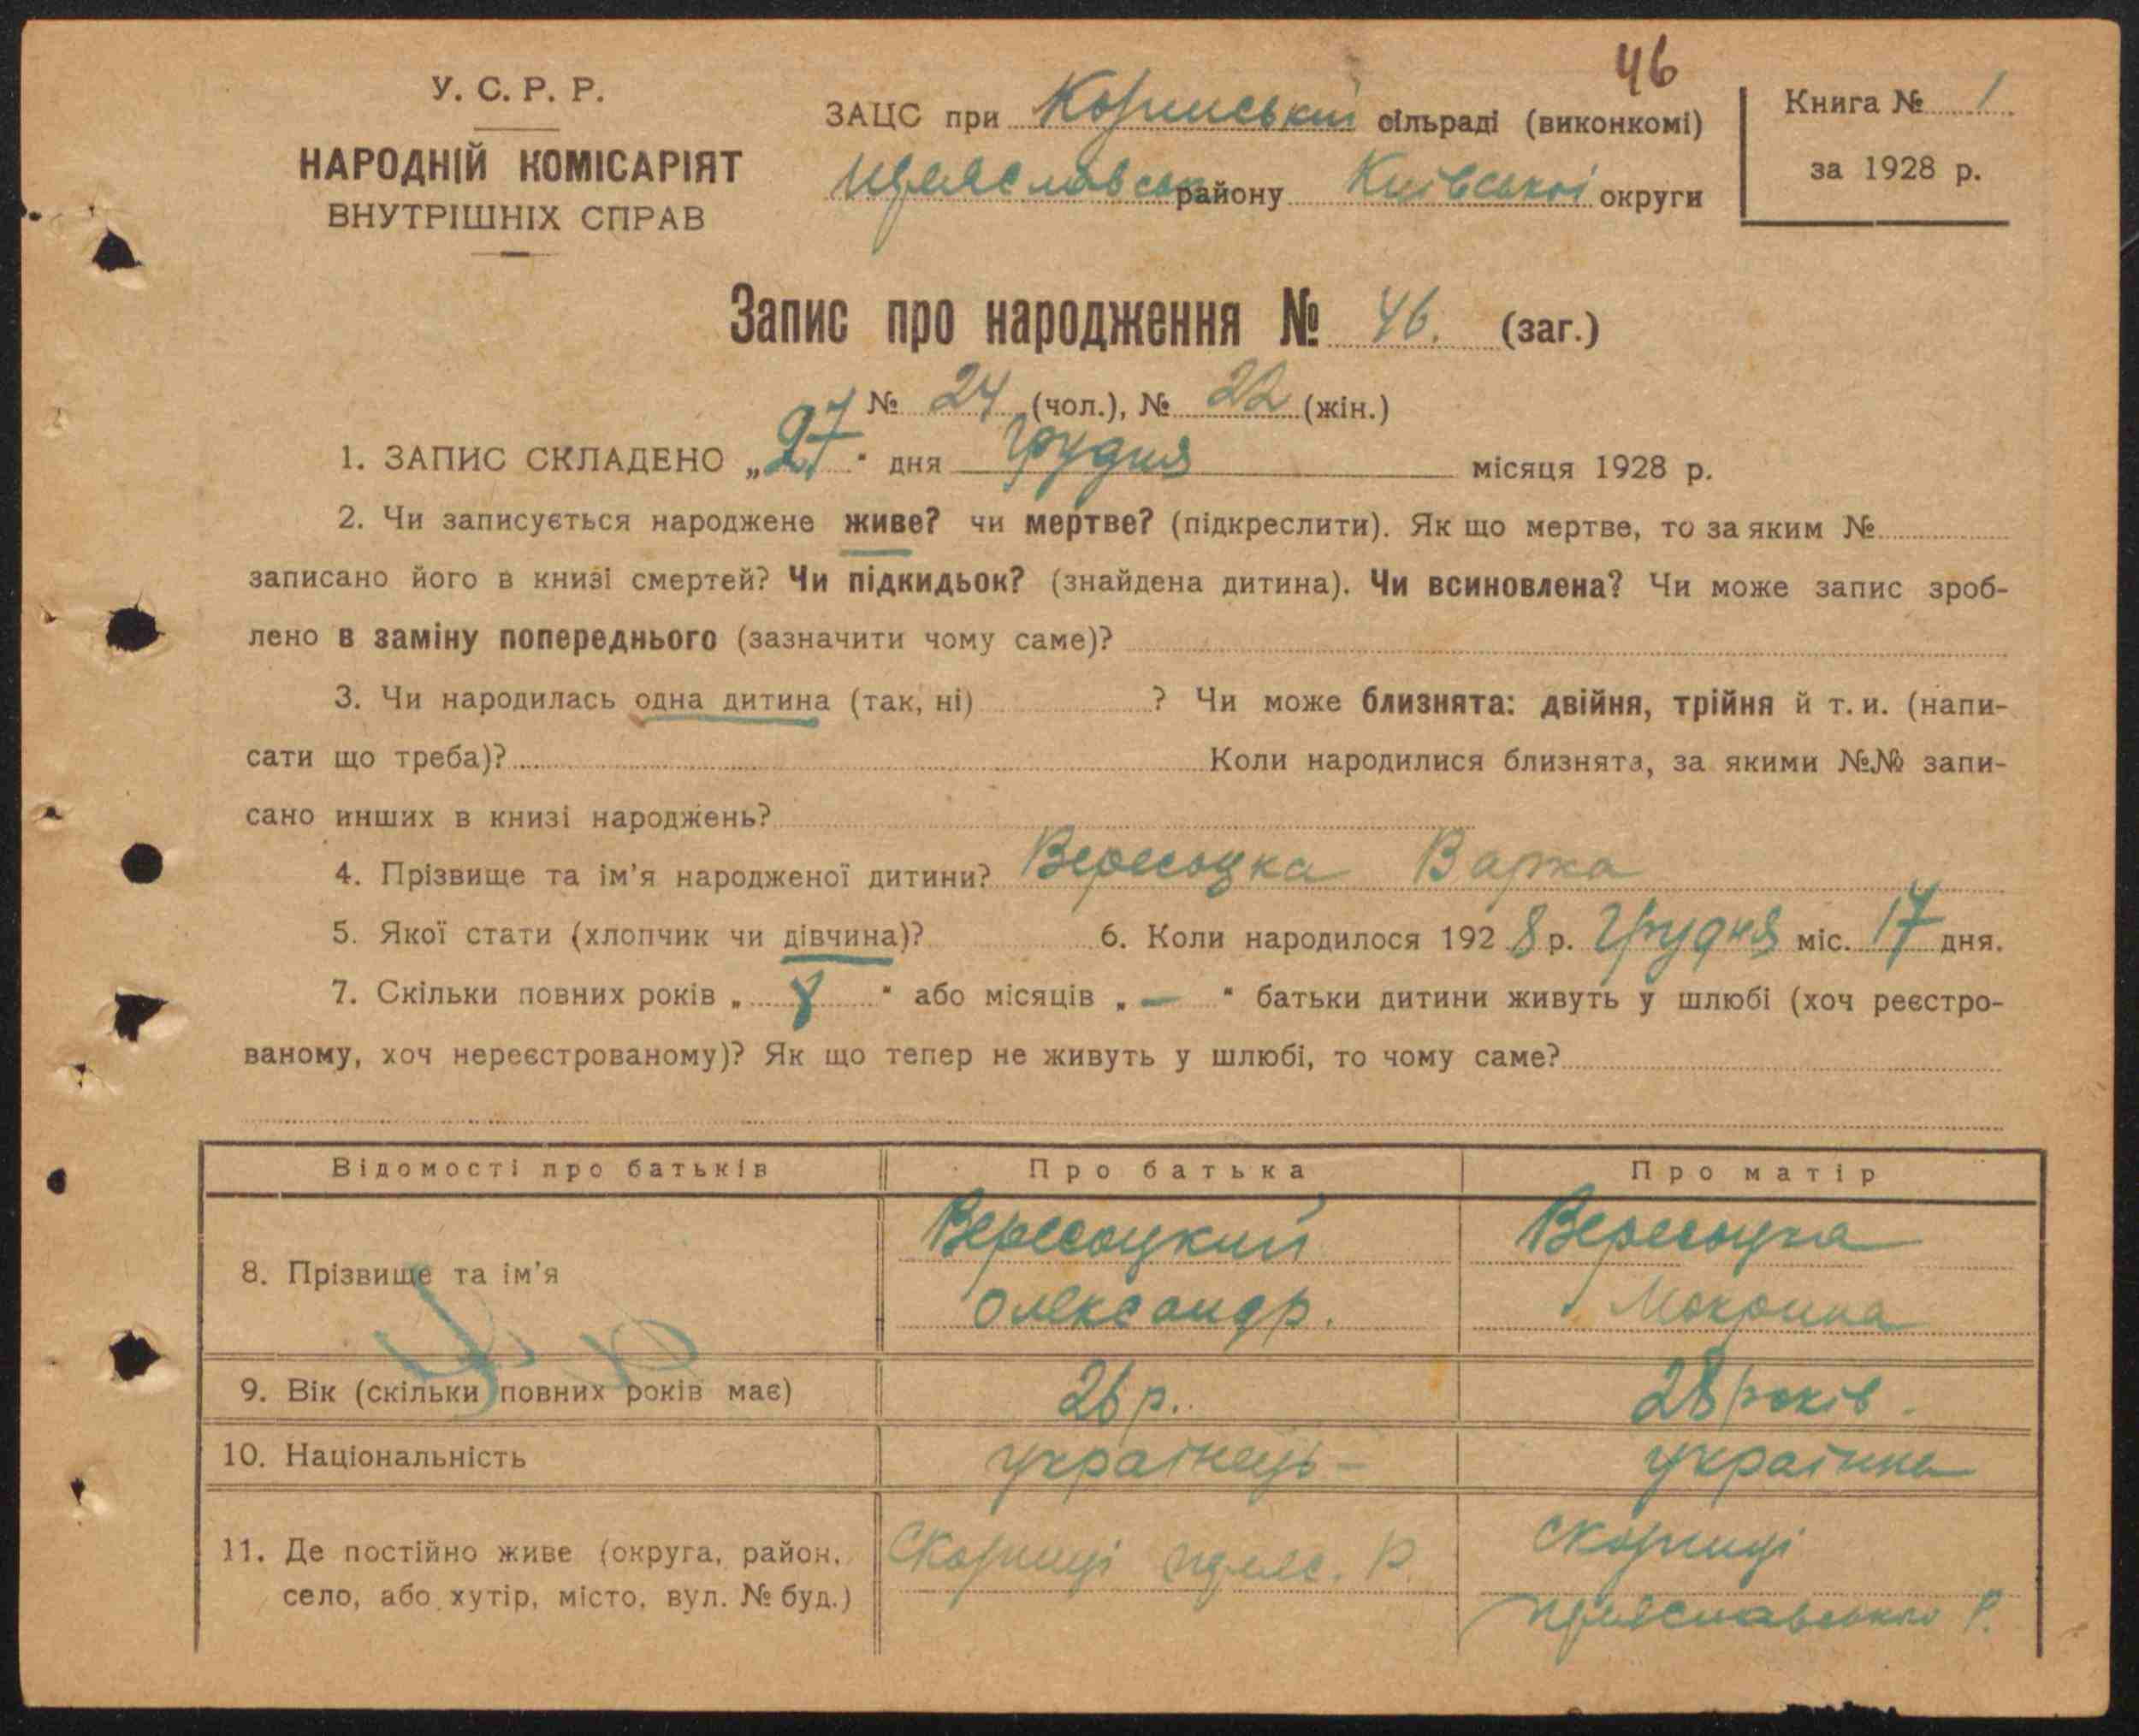 46
У. С. Р. Р.
НАРОДНІЙ КОМІСАРІЯТ
ВНУТРІШНІХ СПРАВ
ЗАЦС при сільраді (виконкомі)
району Київської округи
Книга № 1
за 1928 р.
Запис про народження № 46. (заг.)
№ 24 (чол.), № 22 (жін.)
1. ЗАПИС СКЛАДЕНО „27" дня Грудня місяця 1928 р.
2. Чи записується народжене живе? чи мертве? (підкреслити). Як що мертве, то за яким №
записано його в книзі смертей? Чи підкидьок? (знайдена дитина). Чи всиновлена? Чи може запис зроб-
лено в заміну попереднього (зазначити чому саме)?
3. Чи народилась одна дитина (так, ні) ? Чи може близнята: двійня, трійня й т. и. (напи-
сати що треба)? Коли народилися близнята, за якими №№ запи-
сано инших в книзі народжень?
4. Прізвище та ім'я народженої дитини? Вересоцка Варка
5. Якої стати (хлопчик чи дівчина)? 6. Коли народилося 1928 р. Грудня міс. 17 дня.
7. Скільки повних років „ 8 " або місяців „ — " батьки дитини живуть у шлюбі (хоч реєстро-
ваному, хоч нереєстрованому)? Як що тепер не живуть у шлюбі, то чому саме?
Відомості про батьків Про батька Про матір
8. Прізвище та ім'я
Вересоцкий
Олександр.
Вересоцка
Мокрина
9. Вік (скільки повних років має) 26 р. 28 років.
10. Національність українець - українка
11. Де постійно живе (округа, район,
село, або хутір, місто, вул. № буд.)